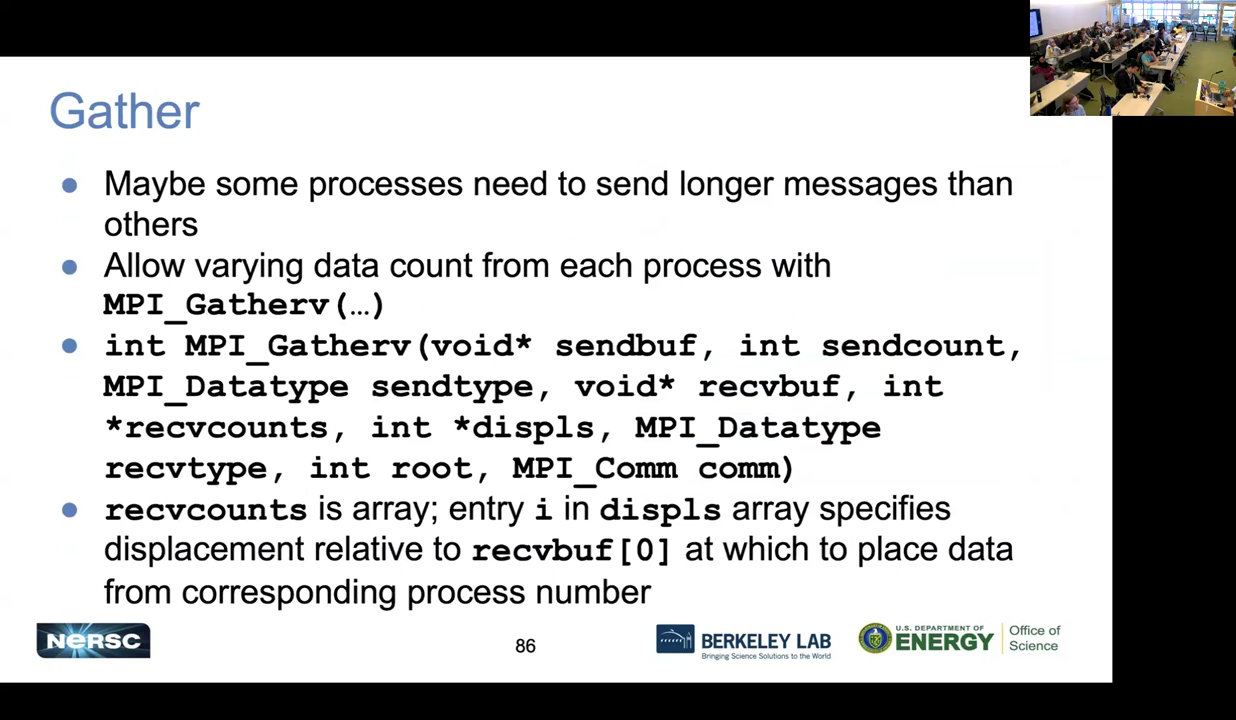 Gather
● Maybe some processes need to send longer messages than
others
● Allow varying data count from each process with
MPI_Gatherv(…)
● int MPI_Gatherv(void* sendbuf, int sendcount,
MPI_Datatype sendtype, void* recvbuf, int
*recvcounts, int *displs, MPI_Datatype
recvtype, int root, MPI_Comm comm)
● recvcounts is array; entry i in displs array specifies
displacement relative to recvbuf[0] at which to place data
from corresponding process number
NERSC
86
BERKELEY LAB
Bringing Science Solutions to the World
U.S. DEPARTMENT OF
ENERGY
Office of
Science